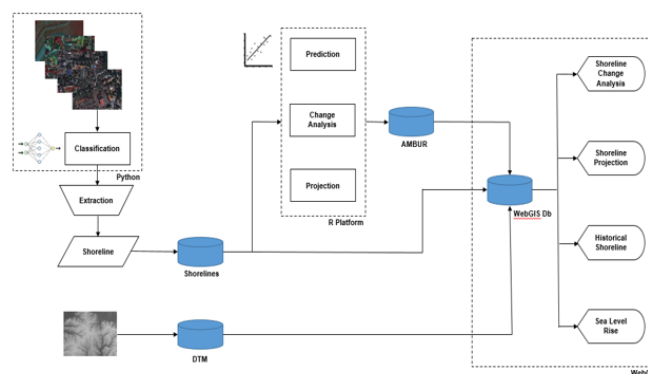 Classification
Python
Extraction
Shoreline
Shorelines
DTM
Prediction
Change
Analysis
Projection
R Platform
AMBUR
WebGIS Db
Shoreline
Change
Analysis
Shoreline
Projection
Historical
Shoreline
Sea Level
Rise